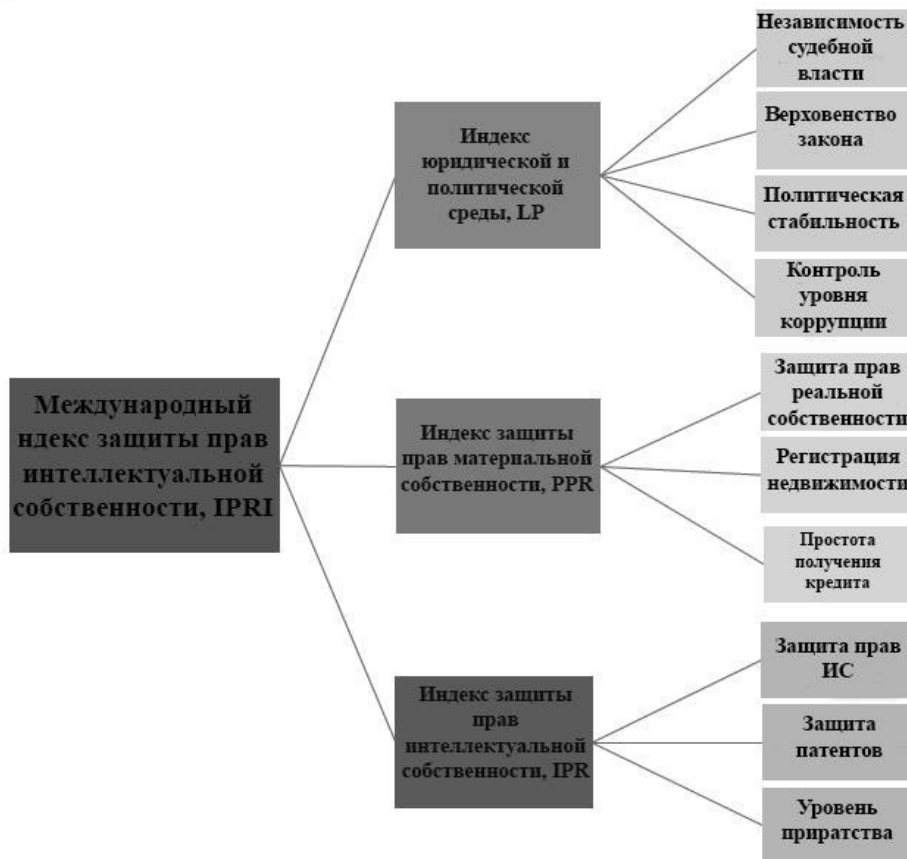 Международный
ндекс защиты прав
интеллектуальной
собственности, IPRI
Индекс
юридической и
политической
среды, LP
Независимость
судебной
власти
Верховенство
закона
Политическая
стабильность
Контроль
уровня
коррупции
Индекс защиты
прав материальной
собственности, PPR
Защита прав
реальной
собственности
Регистрация
недвижимости
Простота
получения
кредита
Индекс защиты
прав
интеллектуальной
собственности, IPR
Защита прав
ИС
Защита
патентов
Уровень
приратства